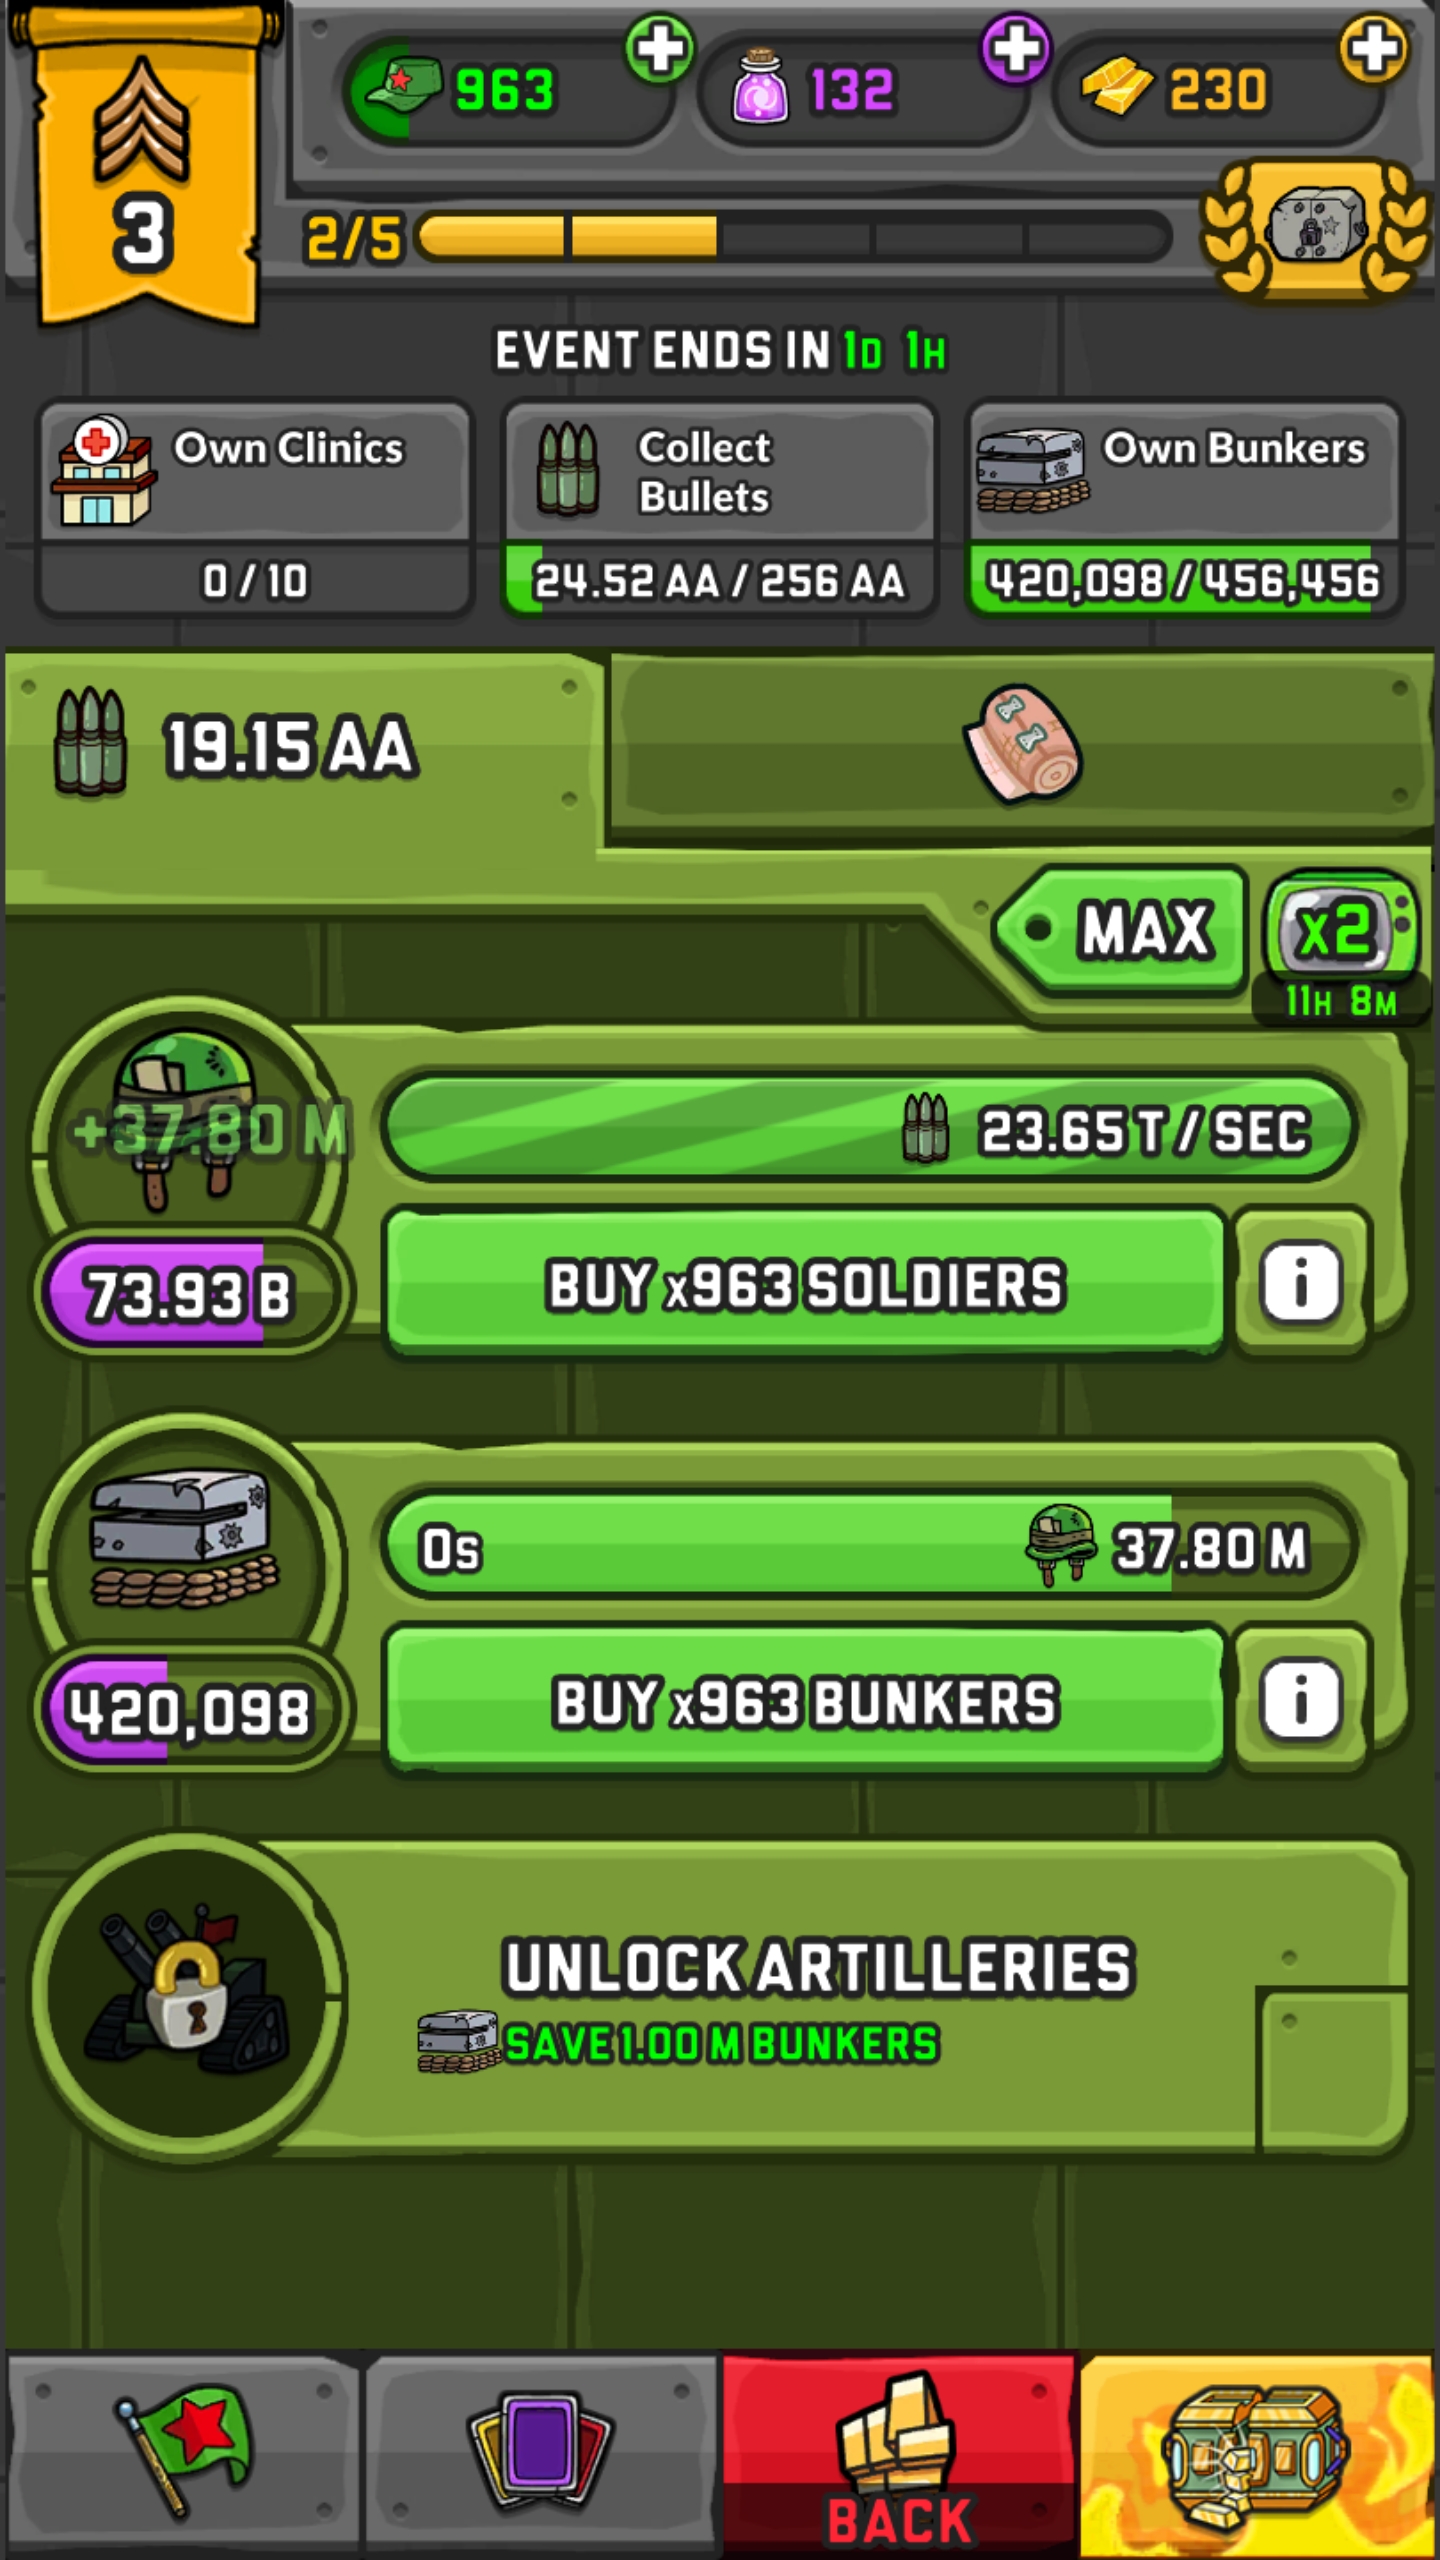 963
132
230
3
2/5
EVENT ENDS IN 1D 1H
Own Clinics
0 / 10
Collect
Bullets
24.52 AA / 256 AA
Own Bunkers
420,098 / 456,456
19.15 AA
MAX
x2
11H 8M
+37.80 M
23.65 T / SEC
73.93 B
BUY x963 SOLDIERS
i
0s
37.80 M
420,098
BUY x963 BUNKERS
i
UNLOCK ARTILLERIES
SAVE 1.00 M BUNKERS
BACK